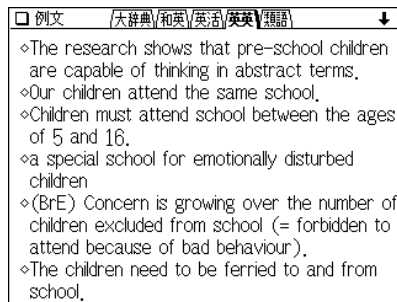 例文 大辞典 和英 英活 英英 類語
◇The research shows that pre-school children
are capable of thinking in abstract terms.
◇Our children attend the same school.
◇Children must attend school between the ages
of 5 and 16.
◇a special school for emotionally disturbed
children
◇(BrE) Concern is growing over the number of
children excluded from school (= forbidden to
attend because of bad behaviour).
◇The children need to be ferried to and from
school.